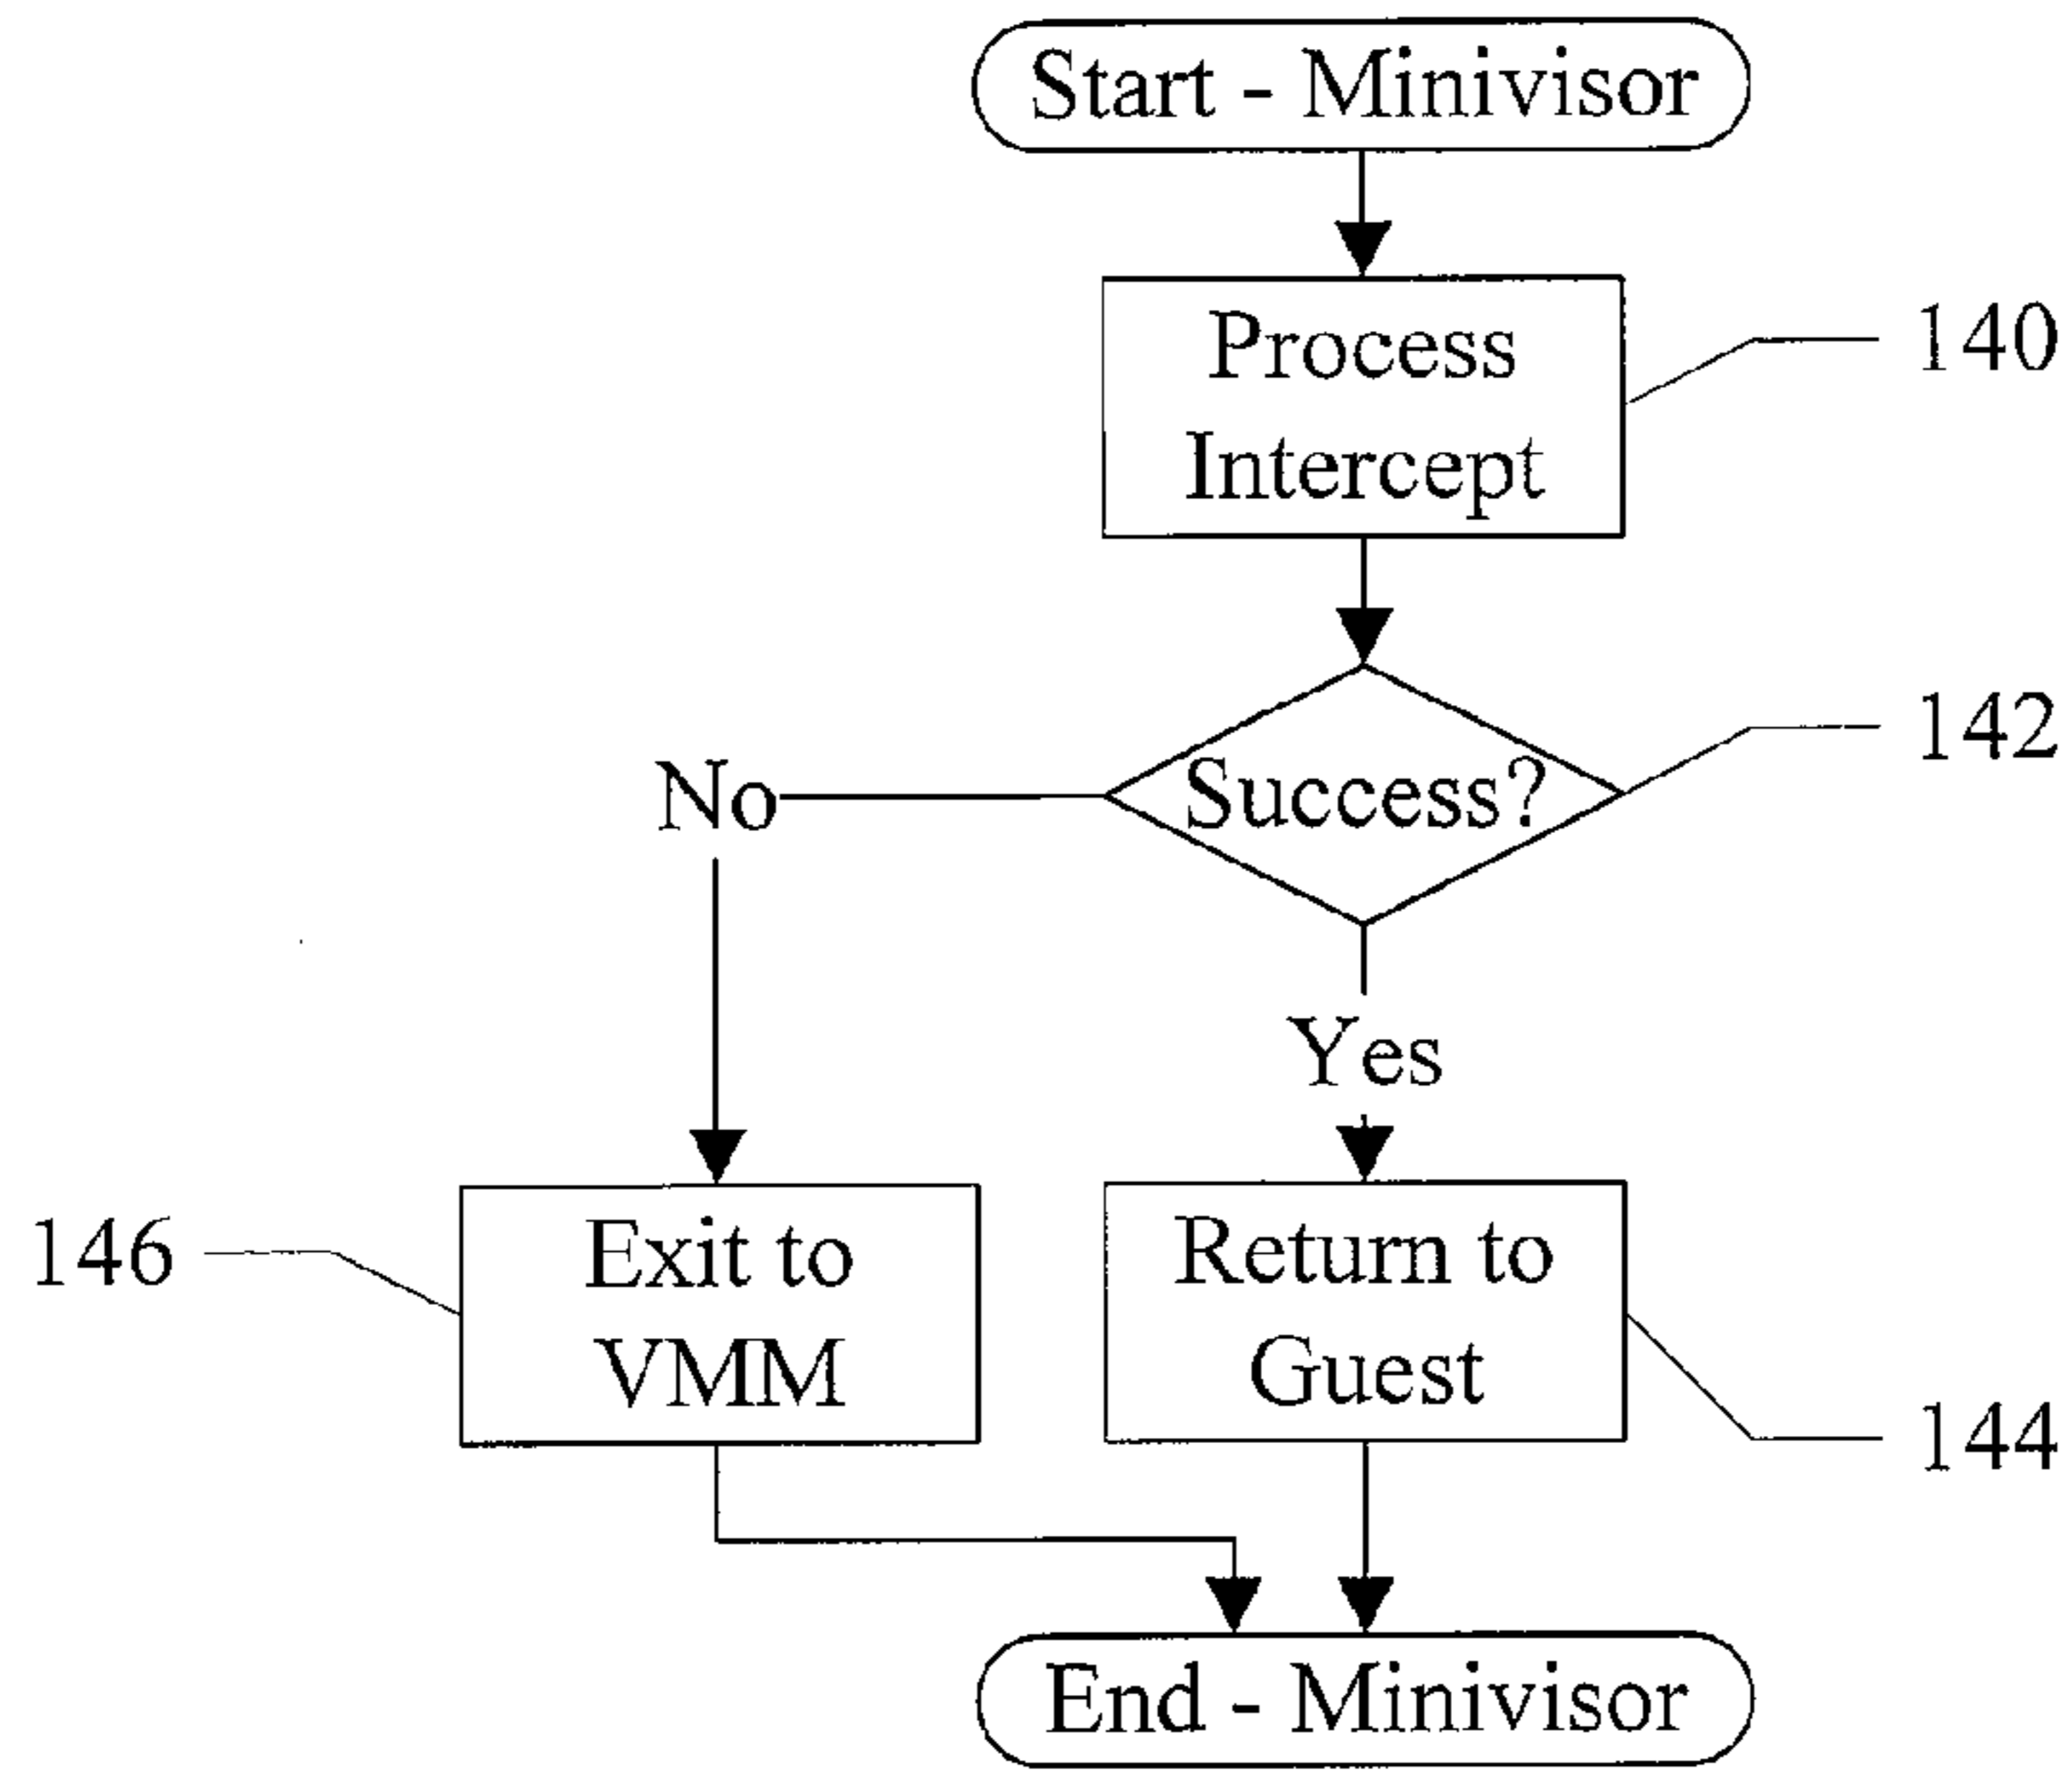 Start - Minivisor
Process
Intercept
140
Success?
142
No
Yes
146
Exit to
VMM
Return to
Guest
144
End - Minivisor